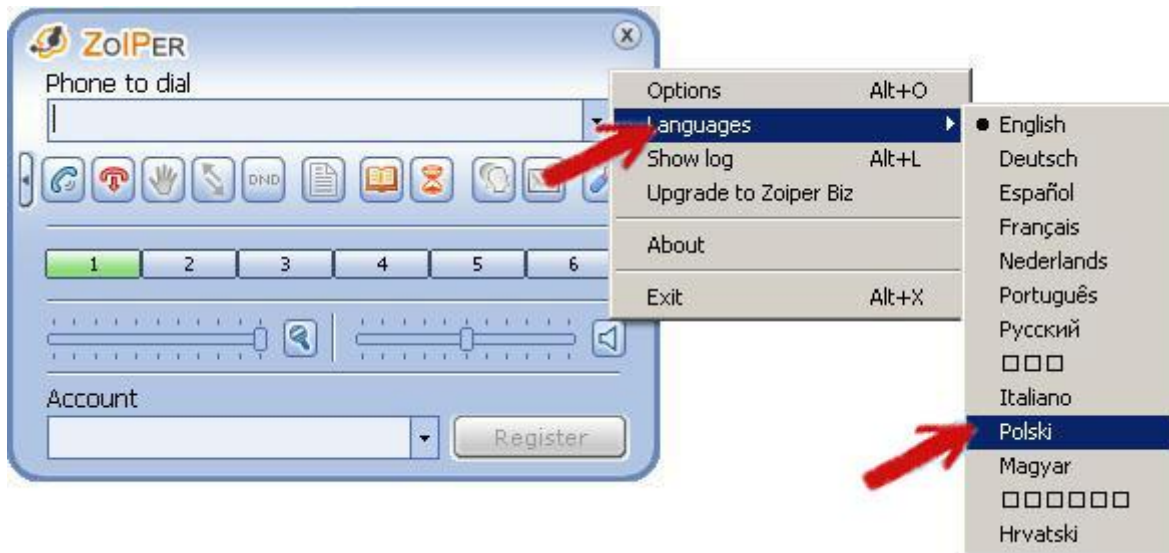 ZoIPER
Phone to dial
DND
1 2 3 4 5 6
Account
Register
Options Alt+O
Languages
Show log Alt+L
Upgrade to Zoiper Biz
About
Exit Alt+X
English
Deutsch
Español
Français
Nederlands
Português
Русский
□□□
Italiano
Polski
Magyar
□□□□□□
Hrvatski